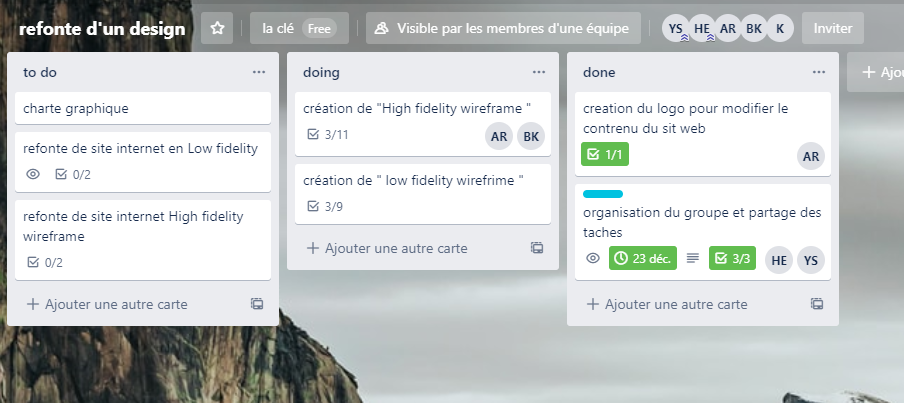 refonte d'un design
la clé Free
Visible par les membres d'une équipe
YS HE AR BK K
Inviter
to do
charte graphique
refonte de site internet en Low fidelity
0/2
refonte de site internet High fidelity
wireframe
0/2
+ Ajouter une autre carte
doing
création de "High fidelity wireframe "
3/11
AR BK
création de " low fidelity wirefrime "
3/9
+ Ajouter une autre carte
done
creation du logo pour modifier le
contrenu du sit web
1/1
AR
organisation du groupe et partage des
taches
23 déc.
3/3
HE YS
+ Ajouter une autre carte
+ Ajou